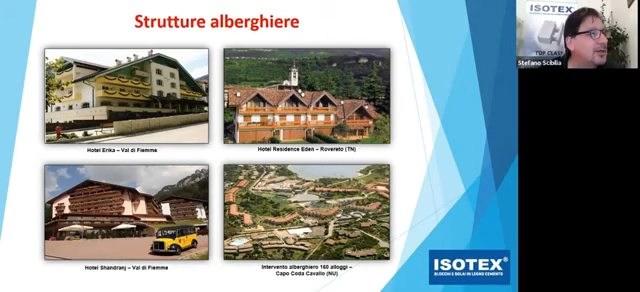 Strutture alberghiere
Hotel Erika – Val di Fiemme
Hotel Residence Eden – Rovereto (TN)
Hotel Shandranj – Val di Fiemme
Intervento alberghiero 160 alloggi –
Capo Coda Cavallo (NU)
ISOTEX®
BLOCCHI E SOLAI IN LEGNO CEMENTO
ISOTEX
TOP CLASS
Stefano Scibilia